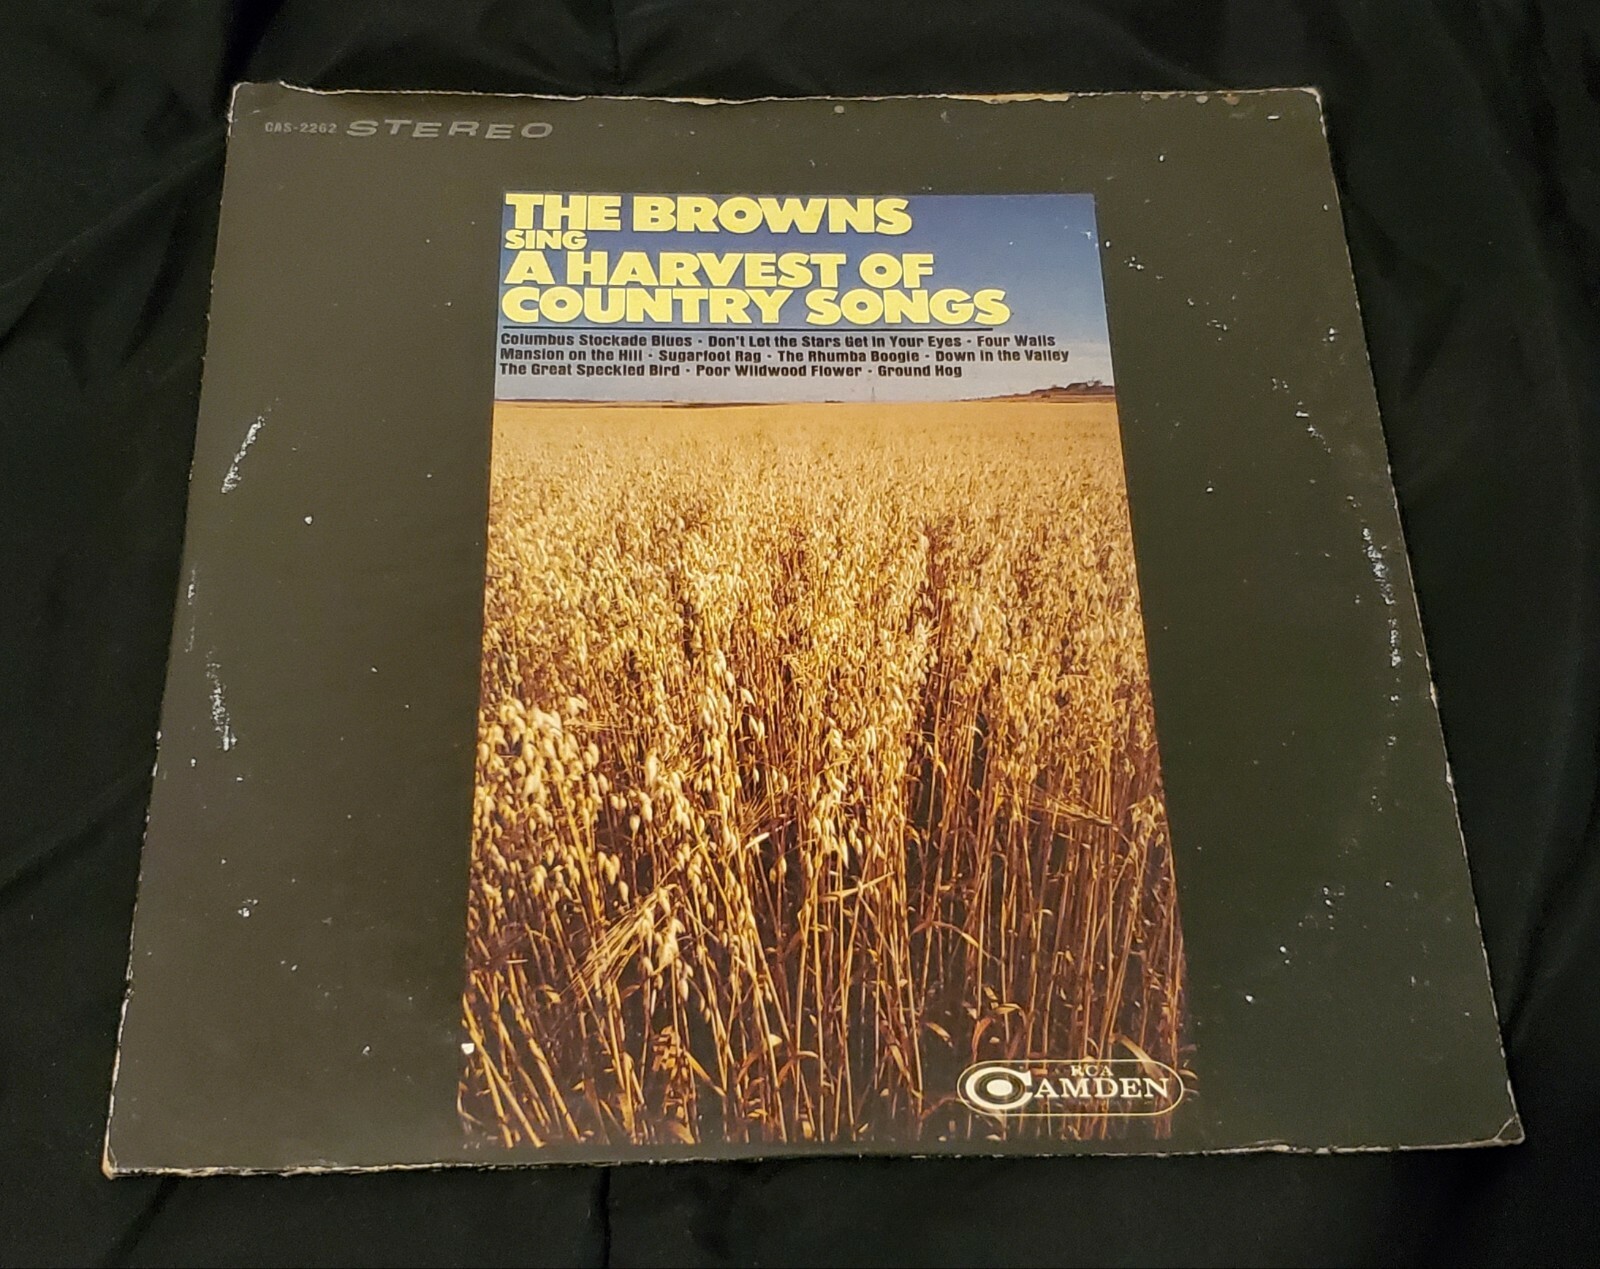 CAS-2262 STEREO
THE BROWNS
SING
A HARVEST OF
COUNTRY SONGS
Columbus Stockade Blues · Don't Let the Stars Get in Your Eyes · Four Walls
Mansion on the Hill · Sugarfoot Rag · The Rhumba Boogie · Down in the Valley
The Great Speckled Bird · Poor Wildwood Flower · Ground Hog
RCA
CAMDEN